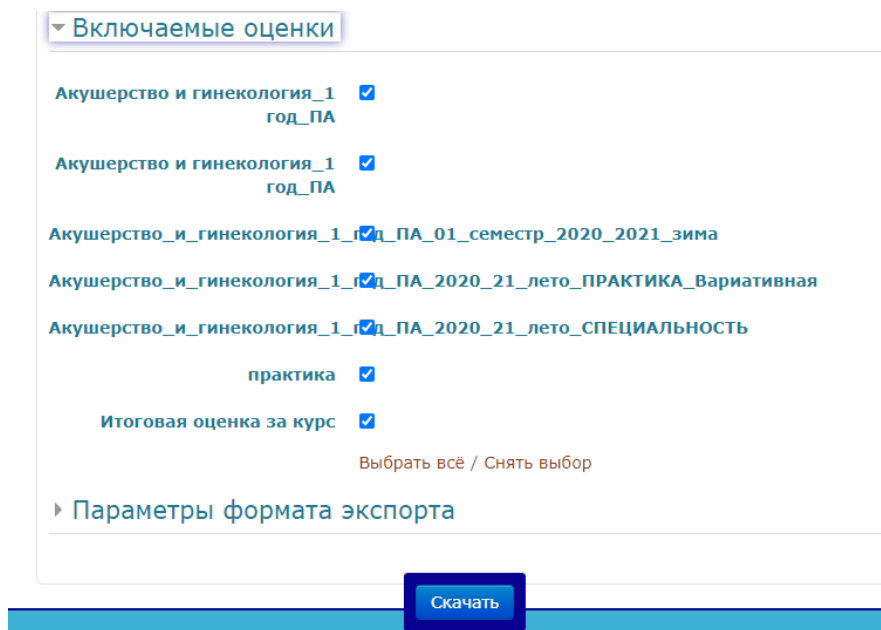 Включаемые оценки
Акушерство и гинекология_1
год_ПА
Акушерство и гинекология_1
год_ПА
Акушерство_и_гинекология_1_год_ПА_01_семестр_2020_2021_зима
Акушерство_и_гинекология_1_год_ПА_2020_21_лето_ПРАКТИКА_Вариативная
Акушерство_и_гинекология_1_год_ПА_2020_21_лето_СПЕЦИАЛЬНОСТЬ
практика
Итоговая оценка за курс
Выбрать всё / Снять выбор
Параметры формата экспорта
Скачать